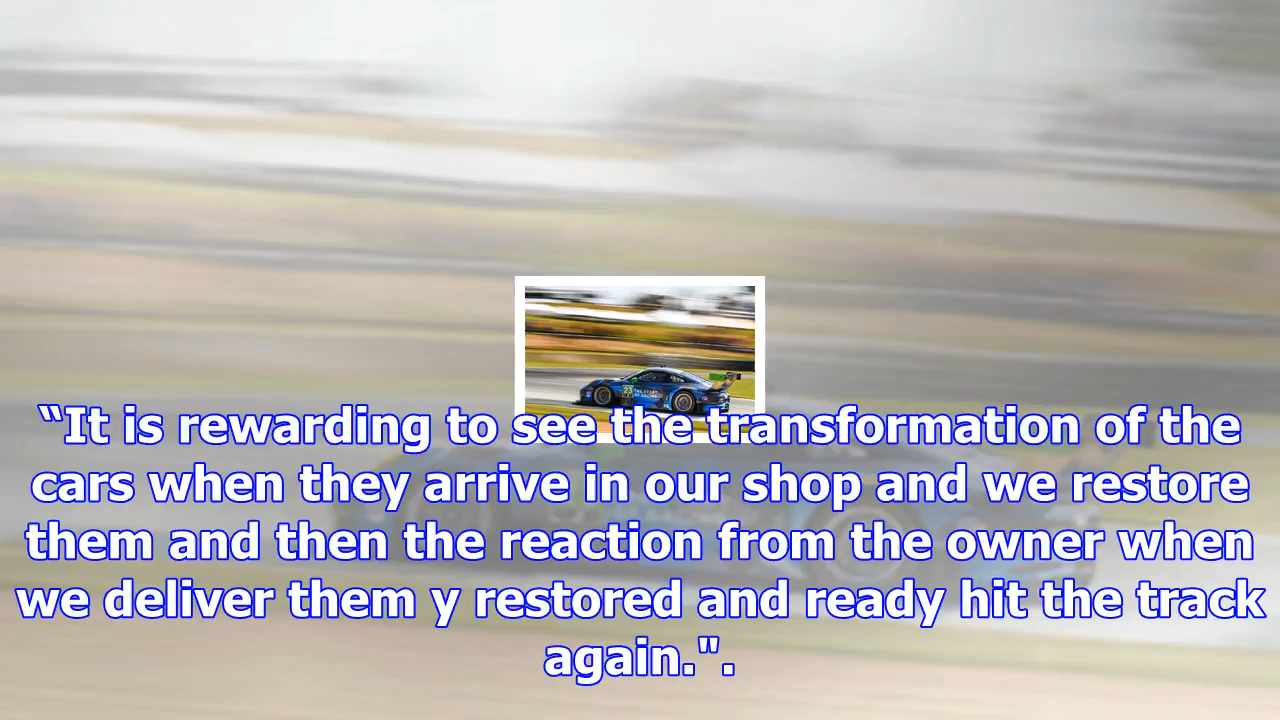 23
“It is rewarding to see the transformation of the
cars when they arrive in our shop and we restore
them and then the reaction from the owner when
we deliver them y restored and ready hit the track
again.".